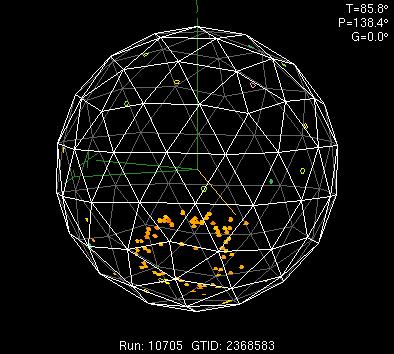 T=85.8°
P=138.4°
G=0.0°
Run: 10705 GTID: 2368583